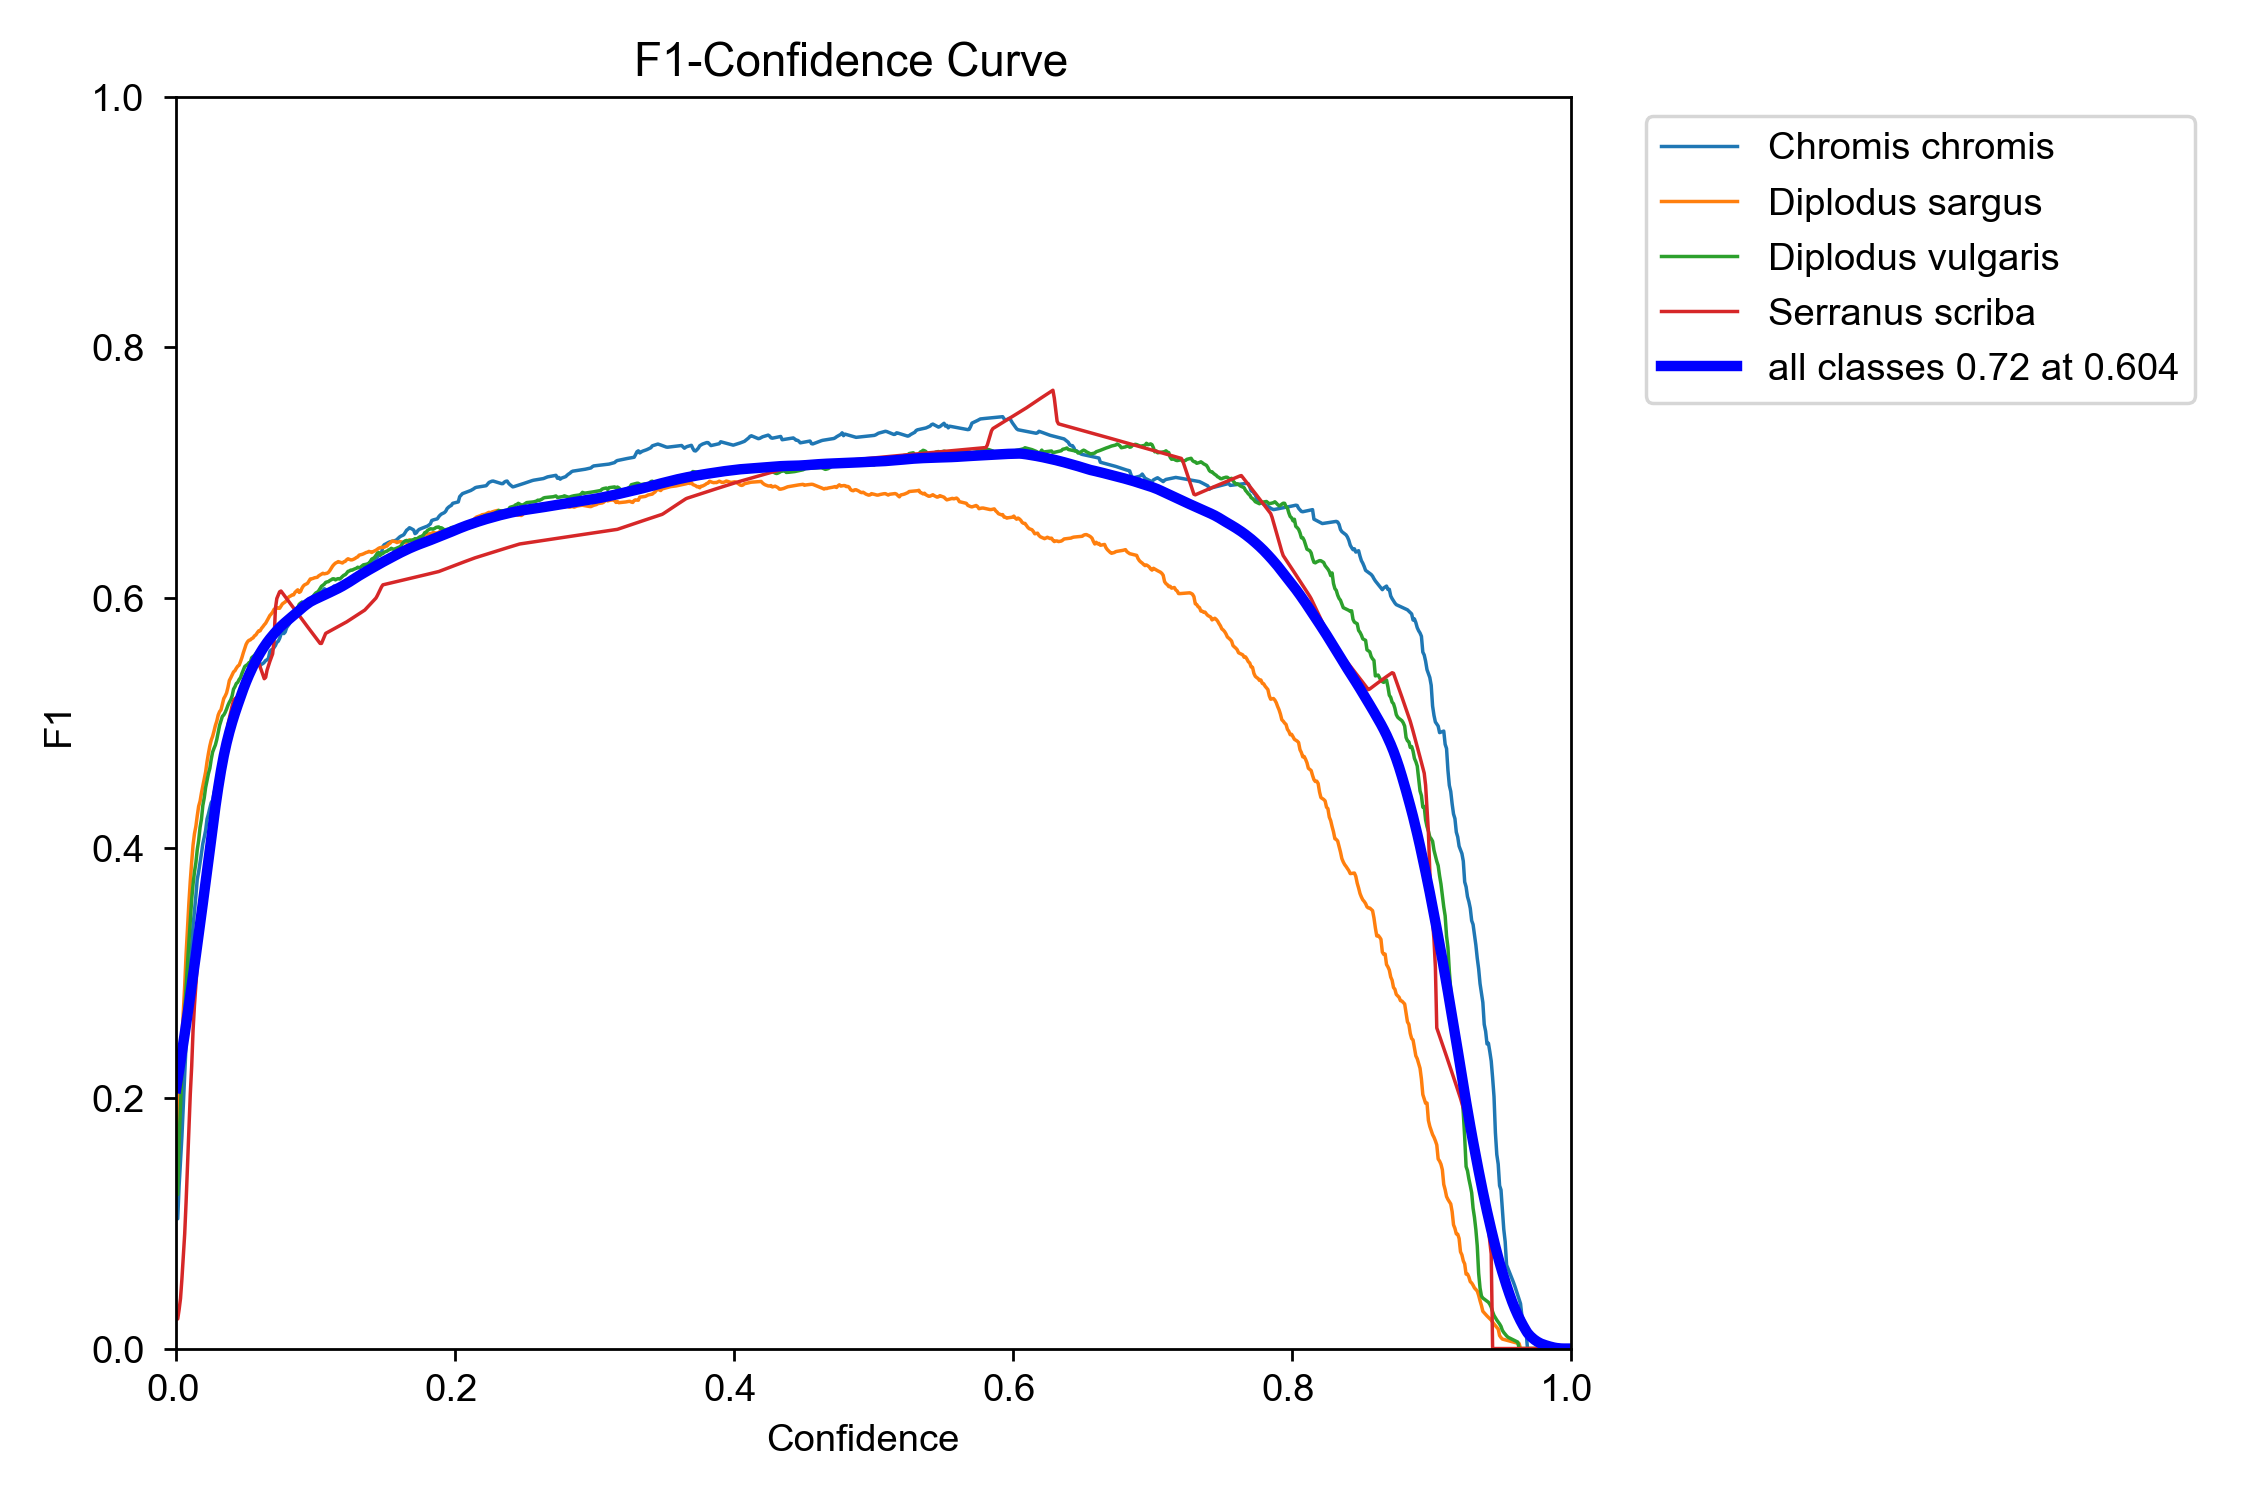 F1-Confidence Curve
1.0
0.8
0.6
0.4
0.2
0.0
F1
0.0 0.2 0.4 0.6 0.8 1.0
Confidence
Chromis chromis
Diplodus sargus
Diplodus vulgaris
Serranus scriba
all classes 0.72 at 0.604